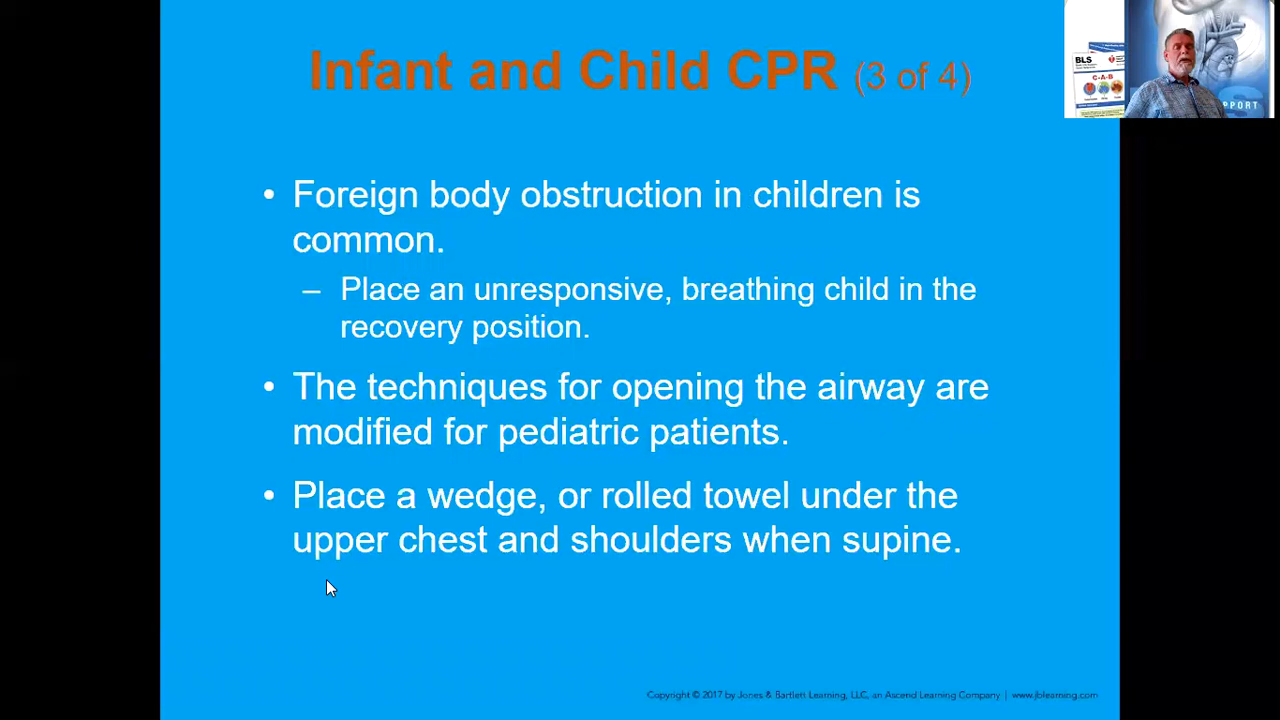 Infant and Child CPR (3 of 4)
• Foreign body obstruction in children is
common.
– Place an unresponsive, breathing child in the
recovery position.
• The techniques for opening the airway are
modified for pediatric patients.
• Place a wedge, or rolled towel under the
upper chest and shoulders when supine.
BLS
C-A-B
PORT
Copyright © 2017 by Jones & Bartlett Learning, LLC, an Ascend Learning Company | www.jblearning.com